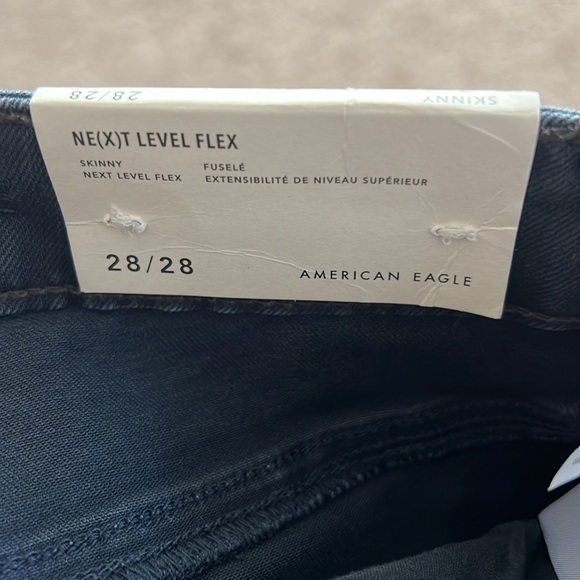 28/28 SKINNY
NE(X)T LEVEL FLEX
SKINNY FUSELÉ
NEXT LEVEL FLEX EXTENSIBILITÉ DE NIVEAU SUPÉRIEUR
28/28 AMERICAN EAGLE